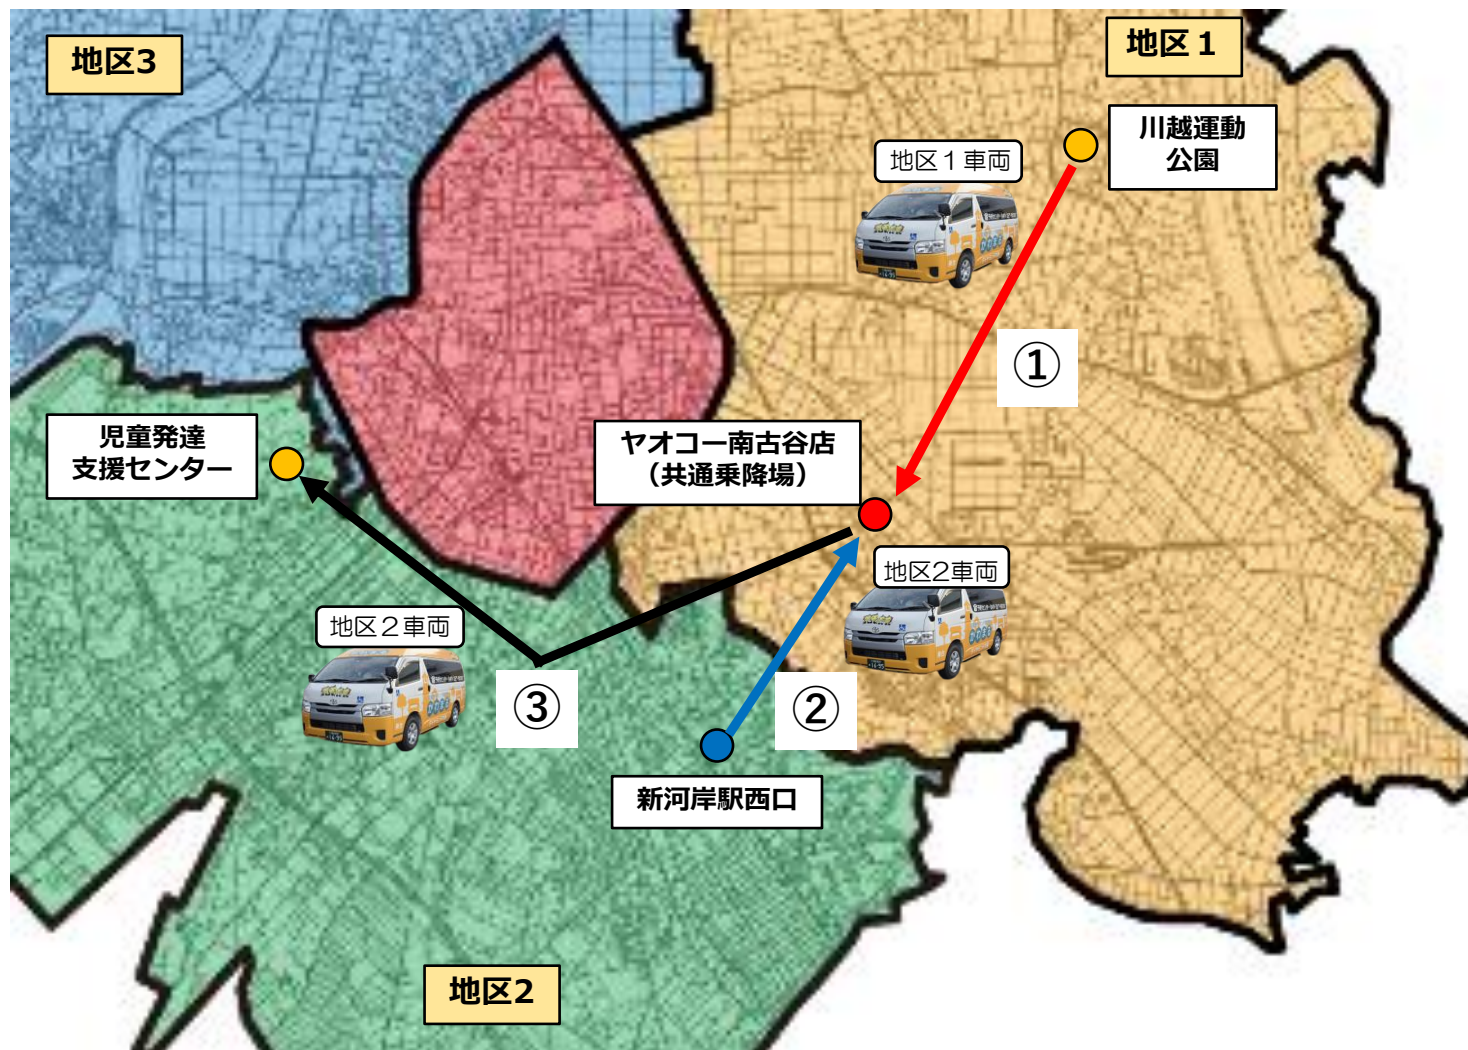 地区3
地区１
川越運動
公園
地区１車両
①
児童発達
支援センター
ヤオコー南古谷店
（共通乗降場）
地区2車両
地区２車両
③
②
新河岸駅西口
地区2